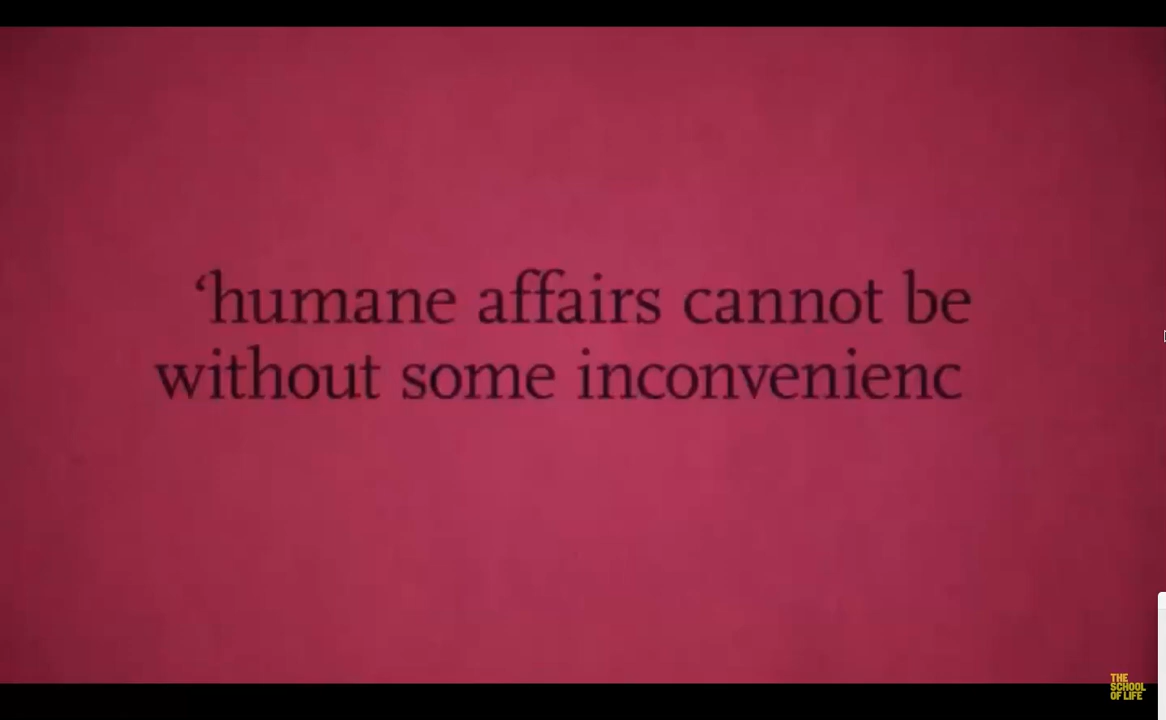 ‘humane affairs cannot be
without some inconvenienc
THE
SCHOOL
OF LIFE